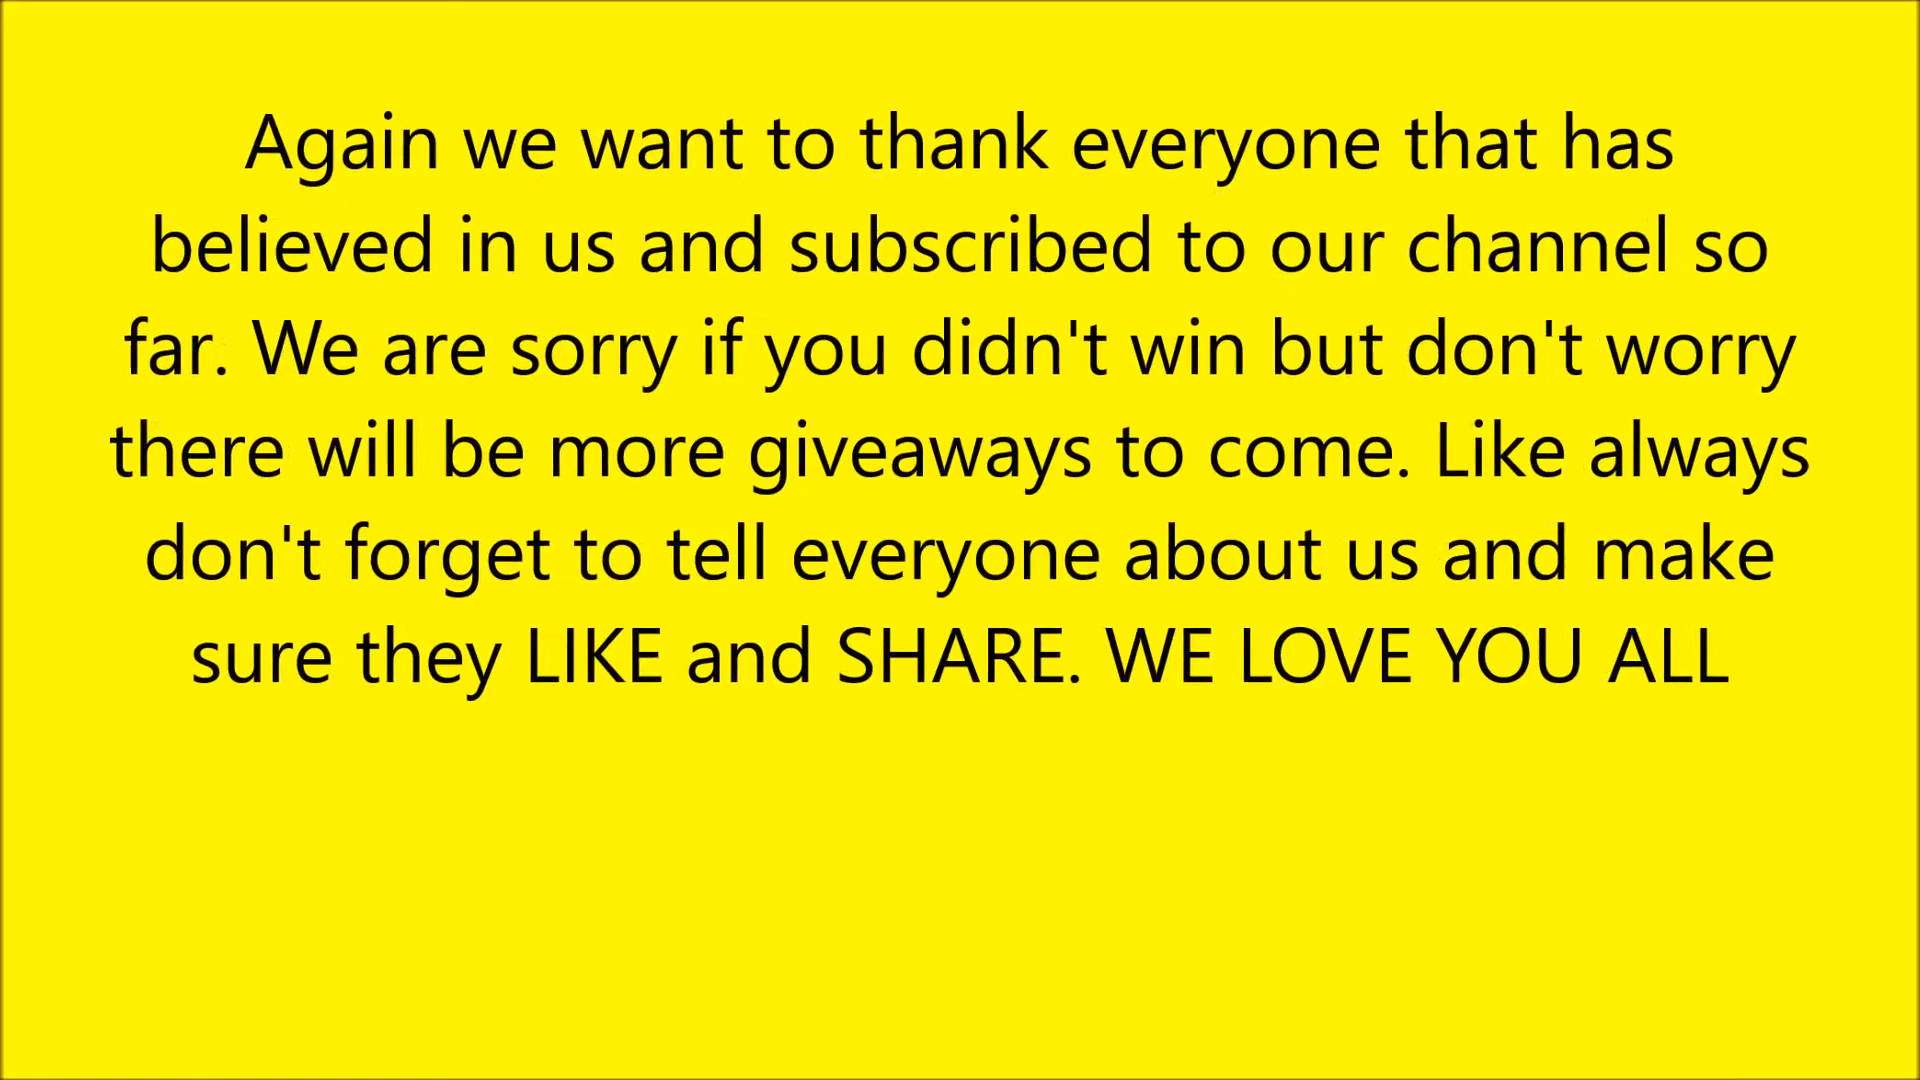 Again we want to thank everyone that has
believed in us and subscribed to our channel so
far. We are sorry if you didn't win but don't worry
there will be more giveaways to come. Like always
don't forget to tell everyone about us and make
sure they LIKE and SHARE. WE LOVE YOU ALL